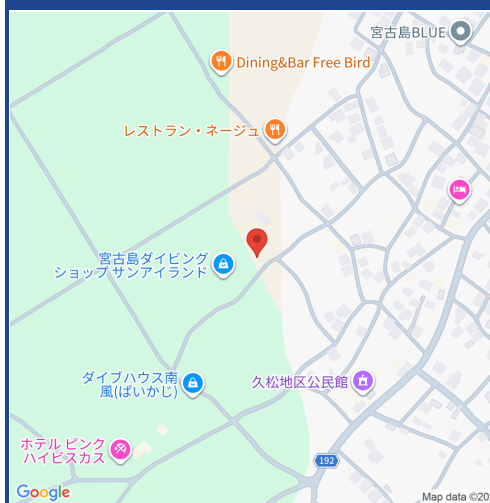 宮古島BLUE
Dining&Bar Free Bird
レストラン・ネージュ
宮古島ダイビング
ショップ サンアイランド
ダイブハウス南
風(ぱいかじ)
久松地区公民館
ホテル ピンク
ハイビスカス
192
Google
Map data ©20